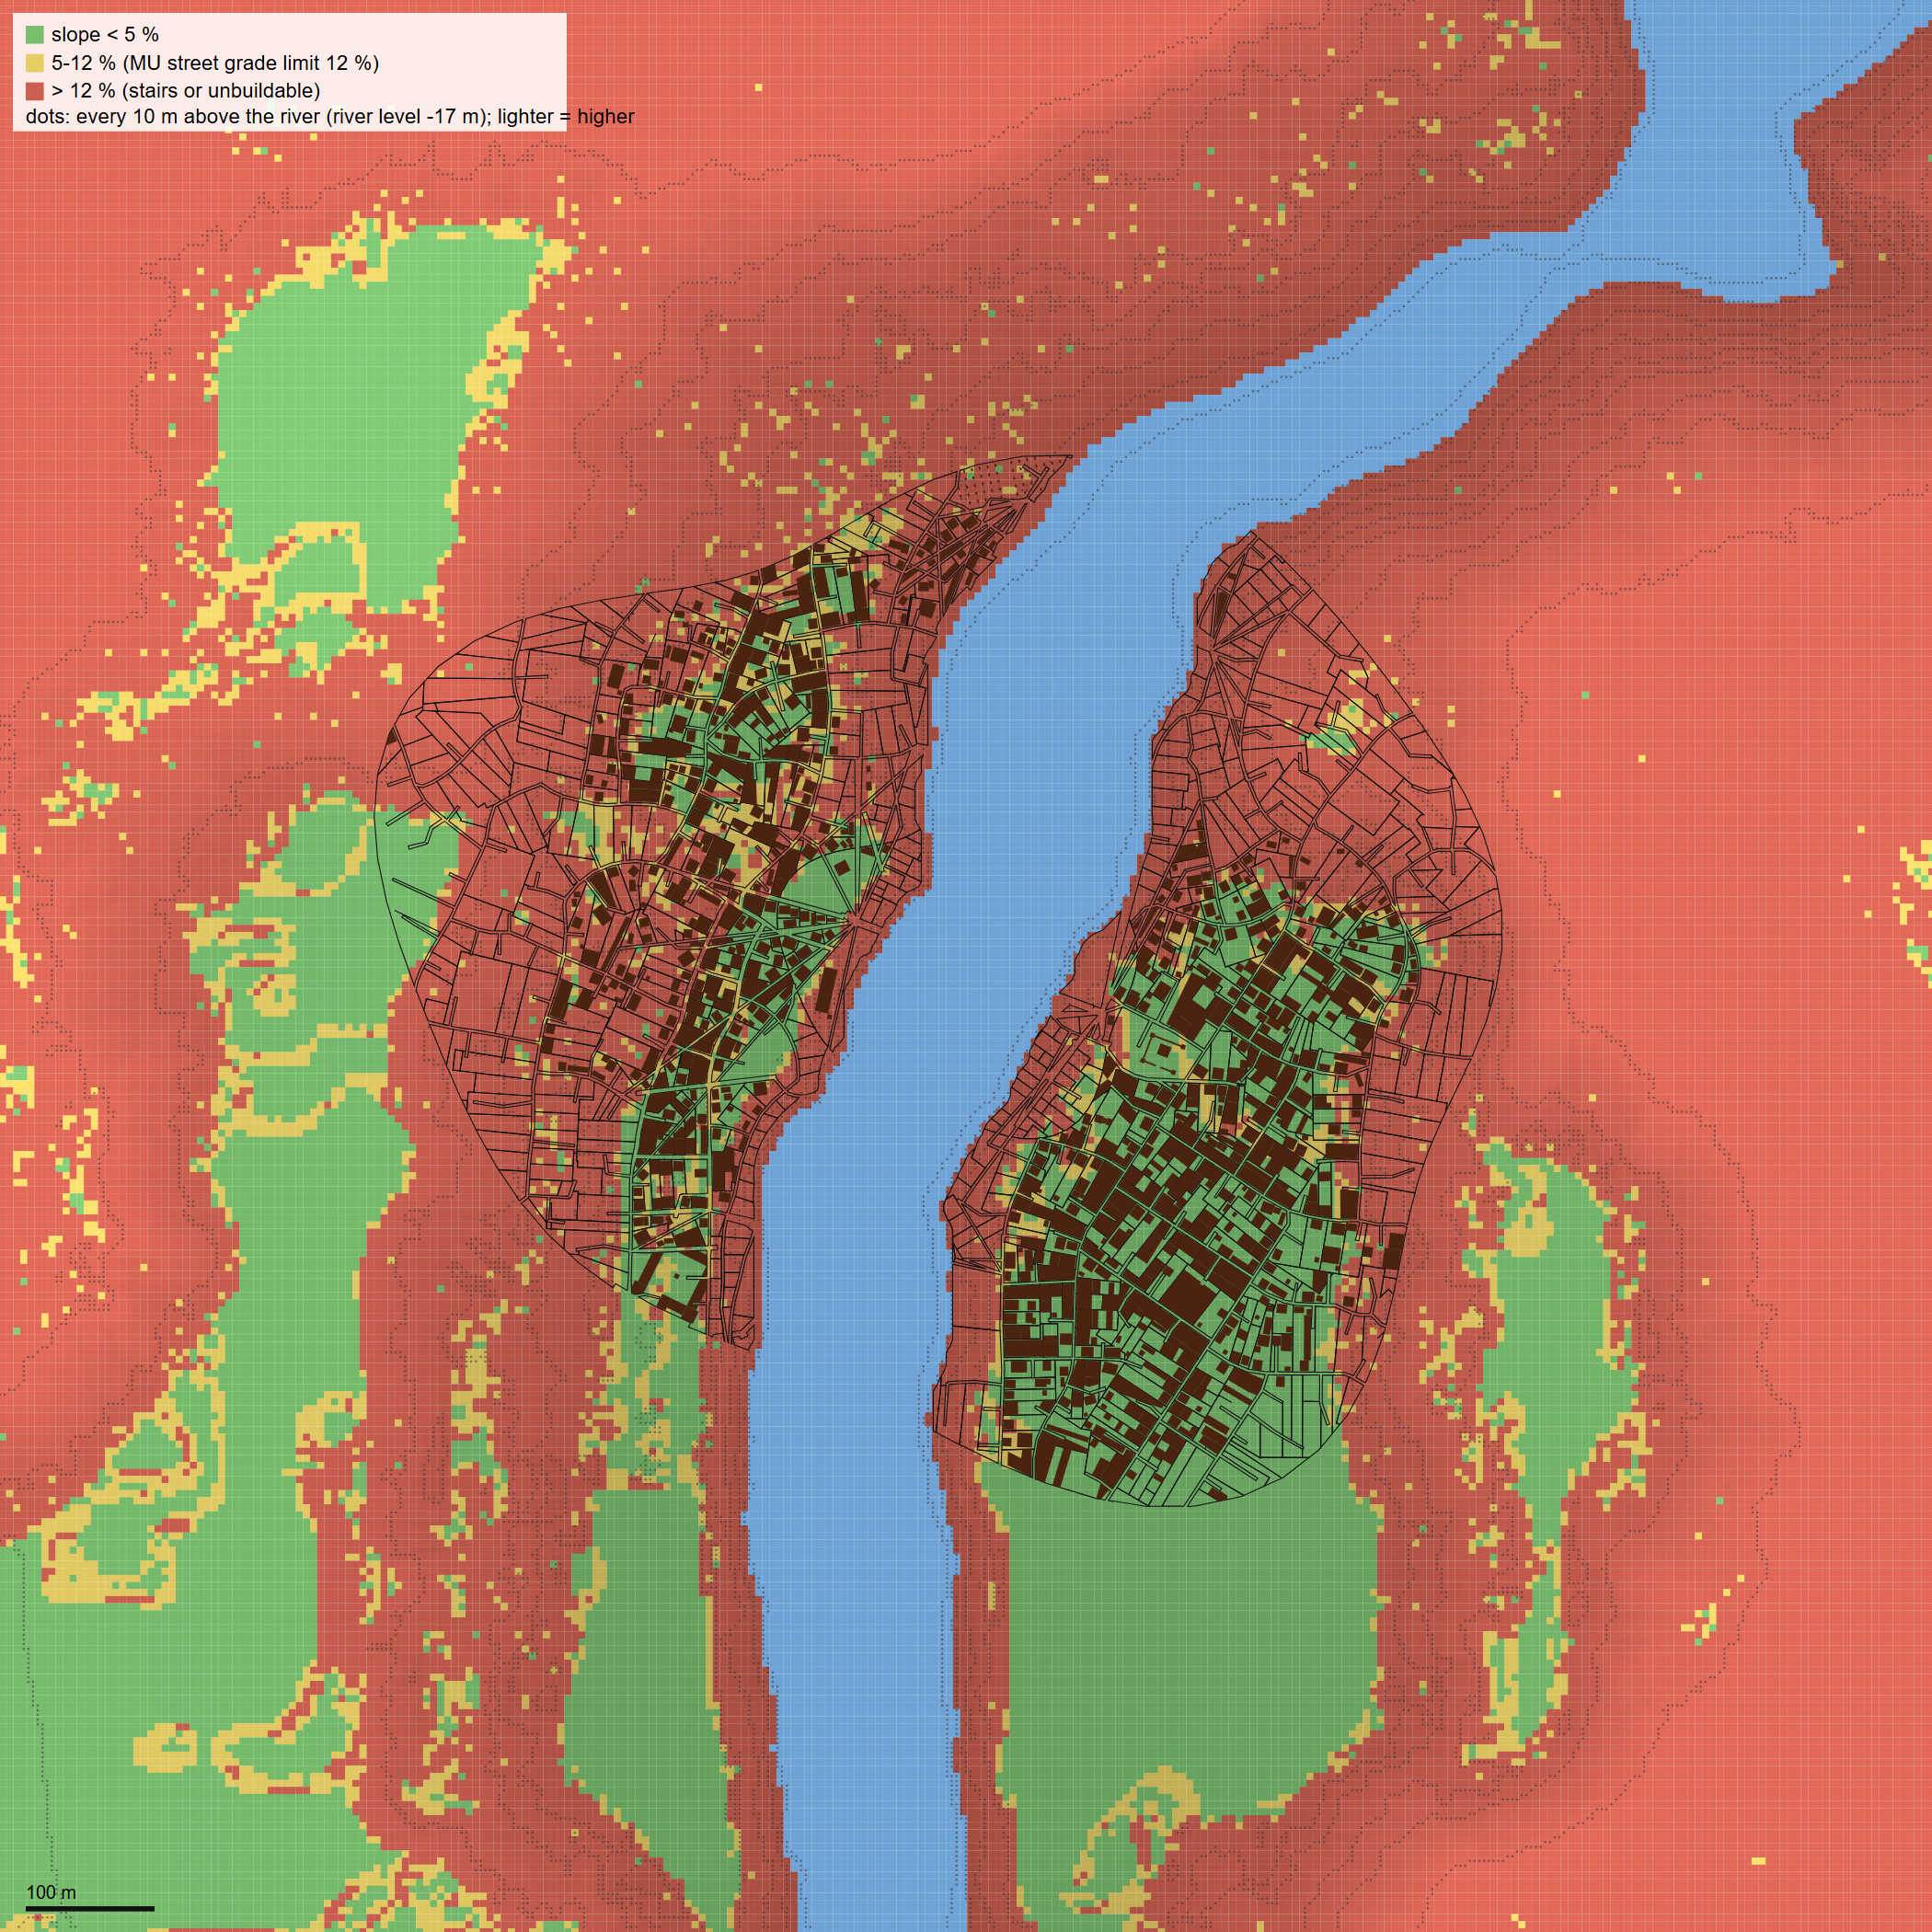 slope < 5 %
5-12 % (MU street grade limit 12 %)
> 12 % (stairs or unbuildable)
dots: every 10 m above the river (river level -17 m); lighter = higher
100 m